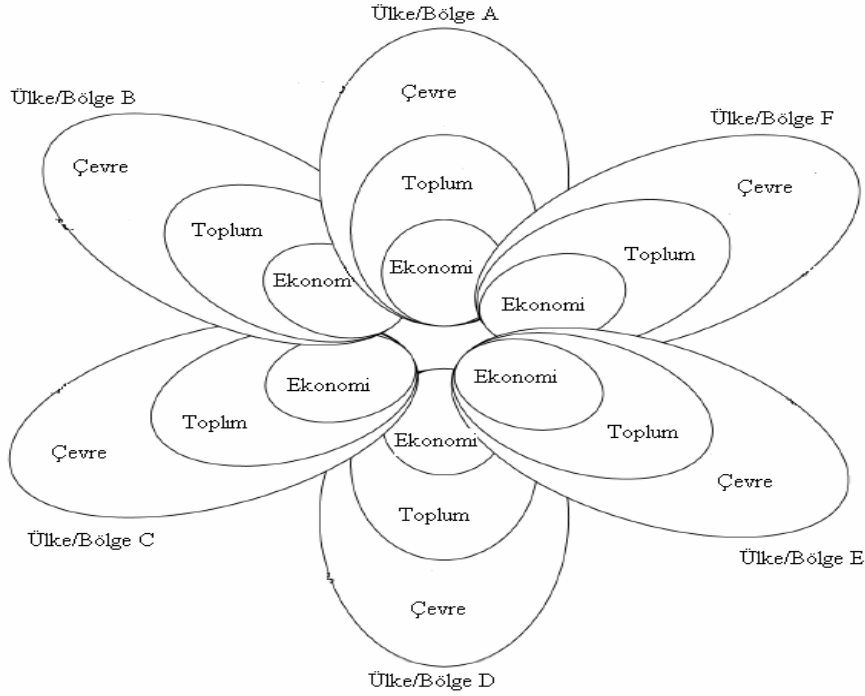 Ülke/Bölge A
Çevre
Toplum
Ekonomi
Ülke/Bölge B
Çevre
Toplum
Ekonom
Ülke/Bölge F
Çevre
Toplum
Ekonomi
Ekonomi
Toplım
Çevre
Ülke/Bölge C
Ekonomi
Toplum
Çevre
Ülke/Bölge E
Ekonomi
Toplum
Çevre
Ülke/Bölge D